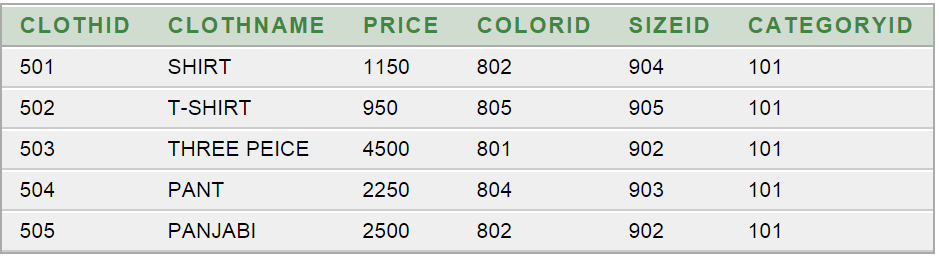 CLOTHID CLOTHNAME PRICE COLORID SIZEID CATEGORYID
501 SHIRT 1150 802 904 101
502 T-SHIRT 950 805 905 101
503 THREE PEICE 4500 801 902 101
504 PANT 2250 804 903 101
505 PANJABI 2500 802 902 101